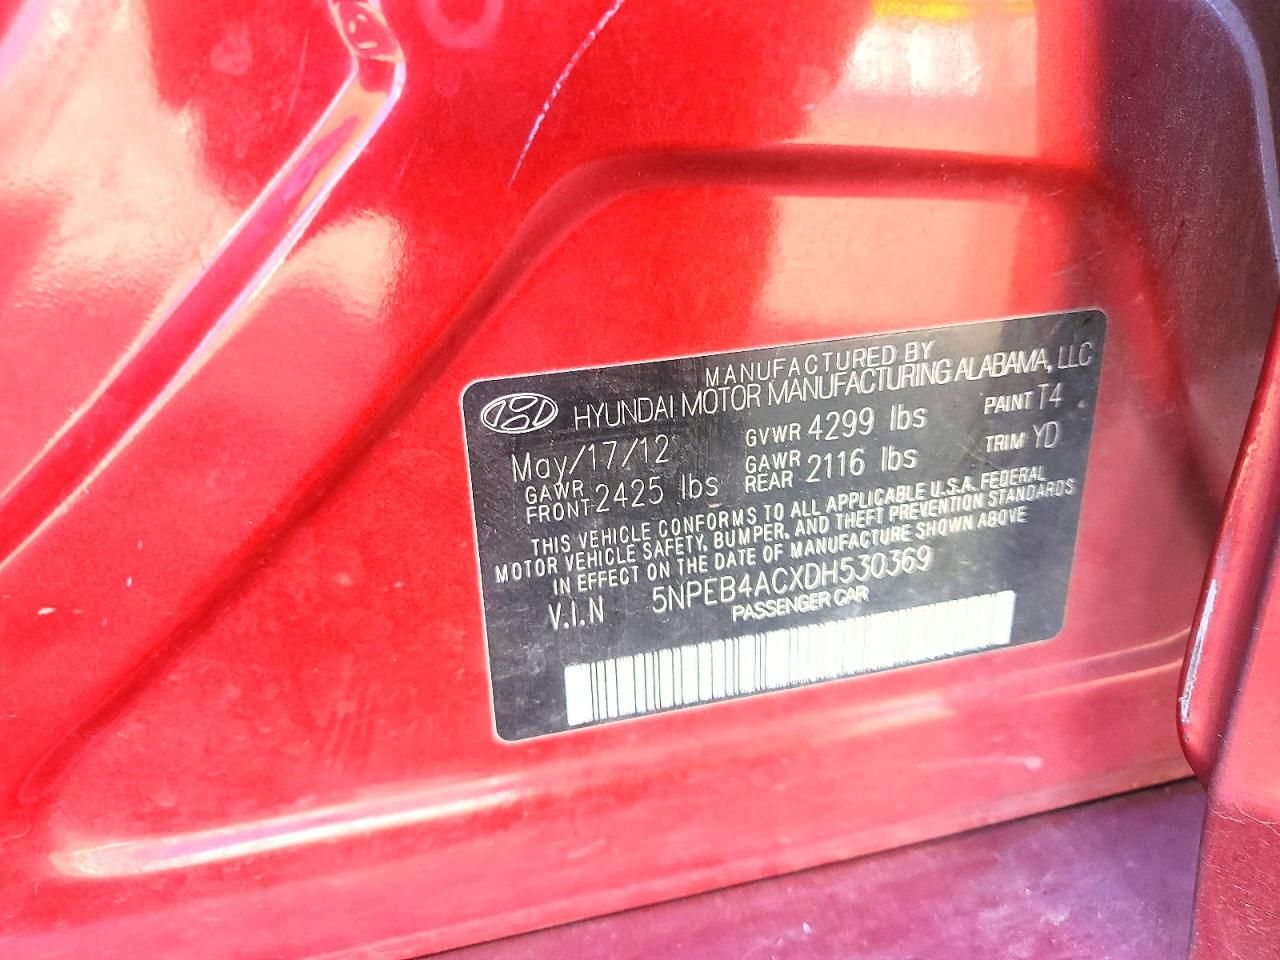 MANUFACTURED BY
HYUNDAI MOTOR MANUFACTURING ALABAMA, LLC
May/17/12 GVWR 4299 lbs PAINT T4
GAWR FRONT 2425 lbs GAWR REAR 2116 lbs TRIM YD
THIS VEHICLE CONFORMS TO ALL APPLICABLE U.S.A. FEDERAL
MOTOR VEHICLE SAFETY, BUMPER, AND THEFT PREVENTION STANDARDS
IN EFFECT ON THE DATE OF MANUFACTURE SHOWN ABOVE
V.I.N 5NPEB4ACXDH530369
PASSENGER CAR